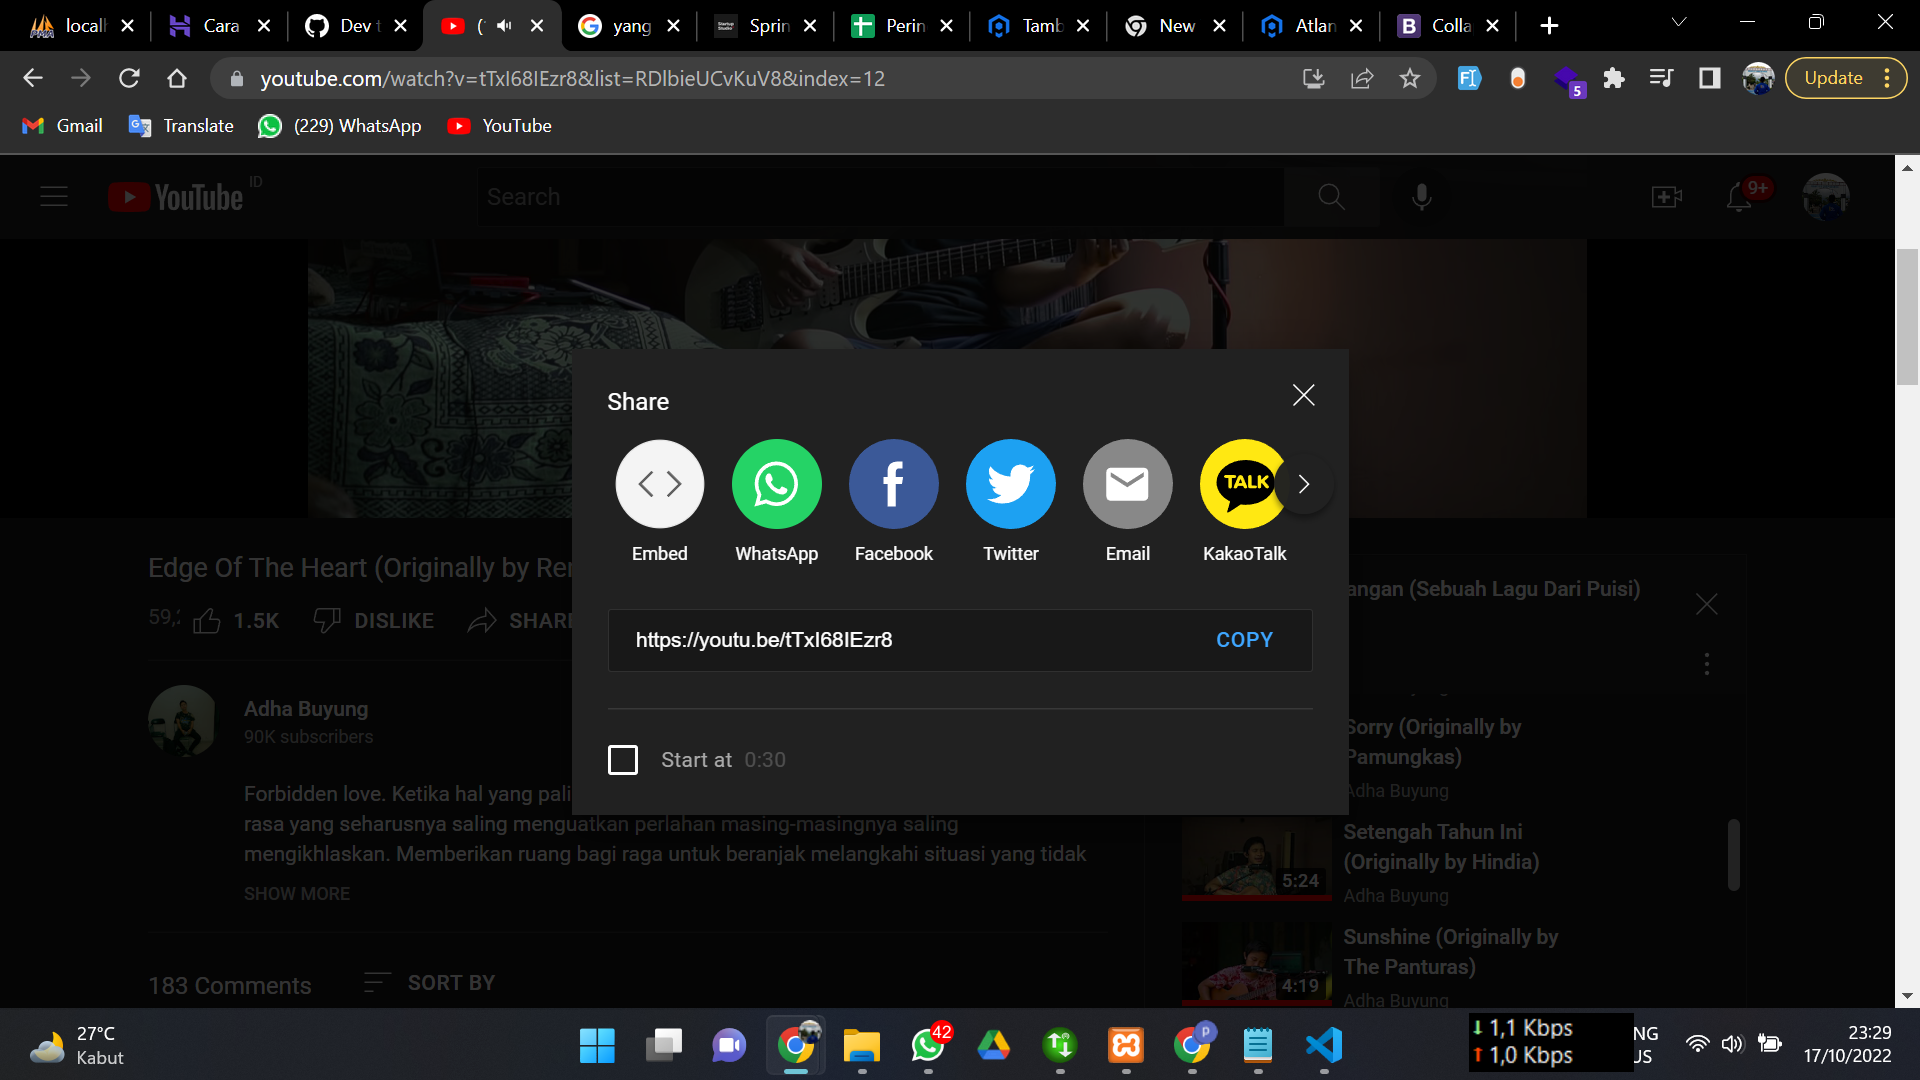 locall
Cara
Dev t
(
yang
Sprin
Perin
Tamb
New
Atlan
Colla
youtube.com/watch?v=tTxI68IEzr8&list=RDlbieUCvKuV8&index=12
5
Update
Gmail
Translate
(229) WhatsApp
YouTube
YouTube ID
Search
9+
Share
Embed
WhatsApp
Facebook
Twitter
Email
TALK
KakaoTalk
https://youtu.be/tTxI68IEzr8
COPY
Start at 0:30
Edge Of The Heart (Originally by Rer
59,
1.5K
DISLIKE
SHARE
Adha Buyung
90K subscribers
Forbidden love. Ketika hal yang pali
rasa yang seharusnya saling menguatkan perlahan masing-masingnya saling
mengikhlaskan. Memberikan ruang bagi raga untuk beranjak melangkahi situasi yang tidak
SHOW MORE
183 Comments
SORT BY
angan (Sebuah Lagu Dari Puisi)
Sorry (Originally by
Pamungkas)
Adha Buyung
Setengah Tahun Ini
(Originally by Hindia)
Adha Buyung
5:24
Sunshine (Originally by
The Panturas)
Adha Buyung
4:19
27°C
Kabut
42
P
1,1 Kbps
1,0 Kbps
NG
US
23:29
17/10/2022